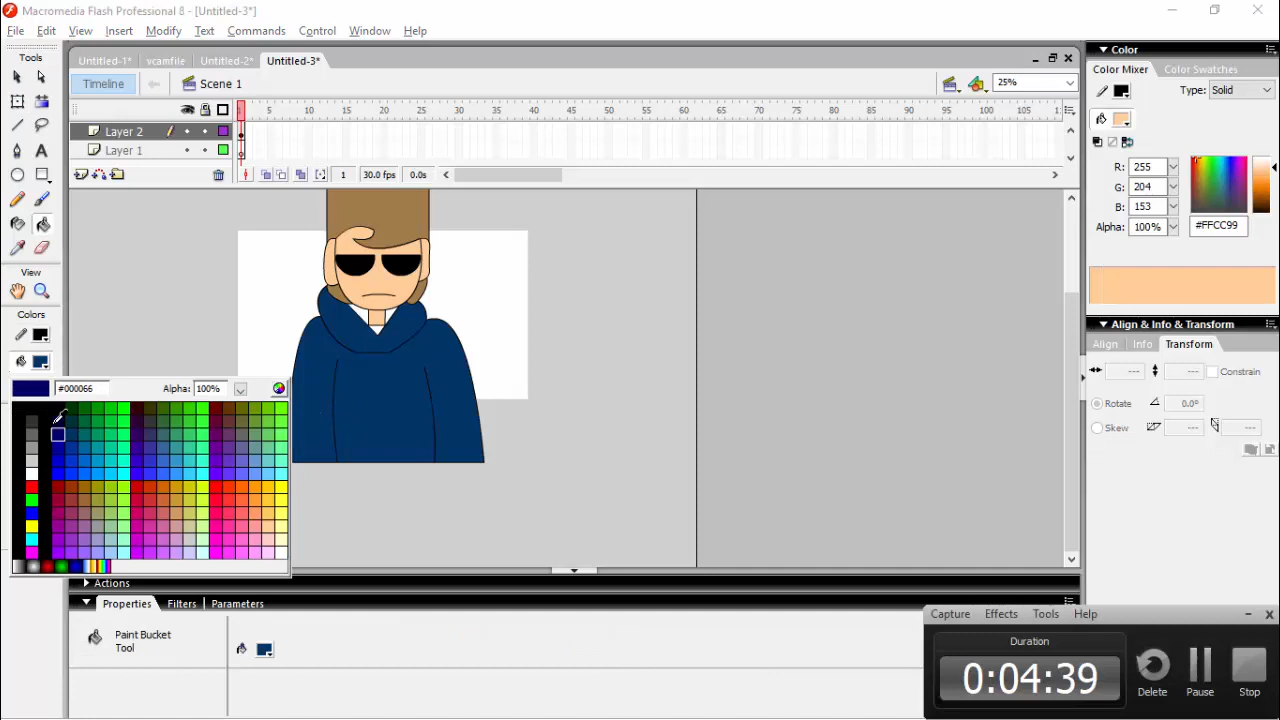 Macromedia Flash Professional 8 - [Untitled-3*]
File Edit View Insert Modify Text Commands Control Window Help
Tools
Untitled-1* vcamfile Untitled-2* Untitled-3*
Timeline Scene 1 25%
1 5 10 15 20 25 30 35 40 45 50 55 60 65 70 75 80 85 90 95 100 105
Layer 2
Layer 1
1 30.0 fps 0.0s
View
Colors
#000066 Alpha: 100%
Color
Color Mixer Color Swatches
Type: Solid
R: 255
G: 204
B: 153
Alpha: 100% #FFCC99
Align & Info & Transform
Align Info Transform
--- --- Constrain
Rotate 0.0°
Skew --- ---
Actions
Properties Filters Parameters
Paint Bucket
Tool
Capture Effects Tools Help
Duration
0:04:39
Delete Pause Stop